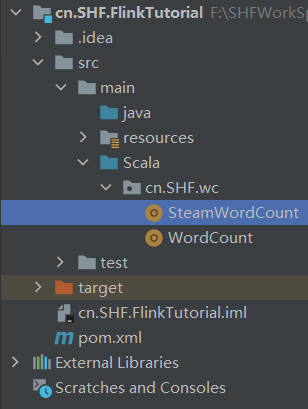 cn.SHF.FlinkTutorial F:\SHFWorkSp
.idea
src
main
java
resources
Scala
cn.SHF.wc
SteamWordCount
WordCount
test
target
cn.SHF.FlinkTutorial.iml
pom.xml
External Libraries
Scratches and Consoles